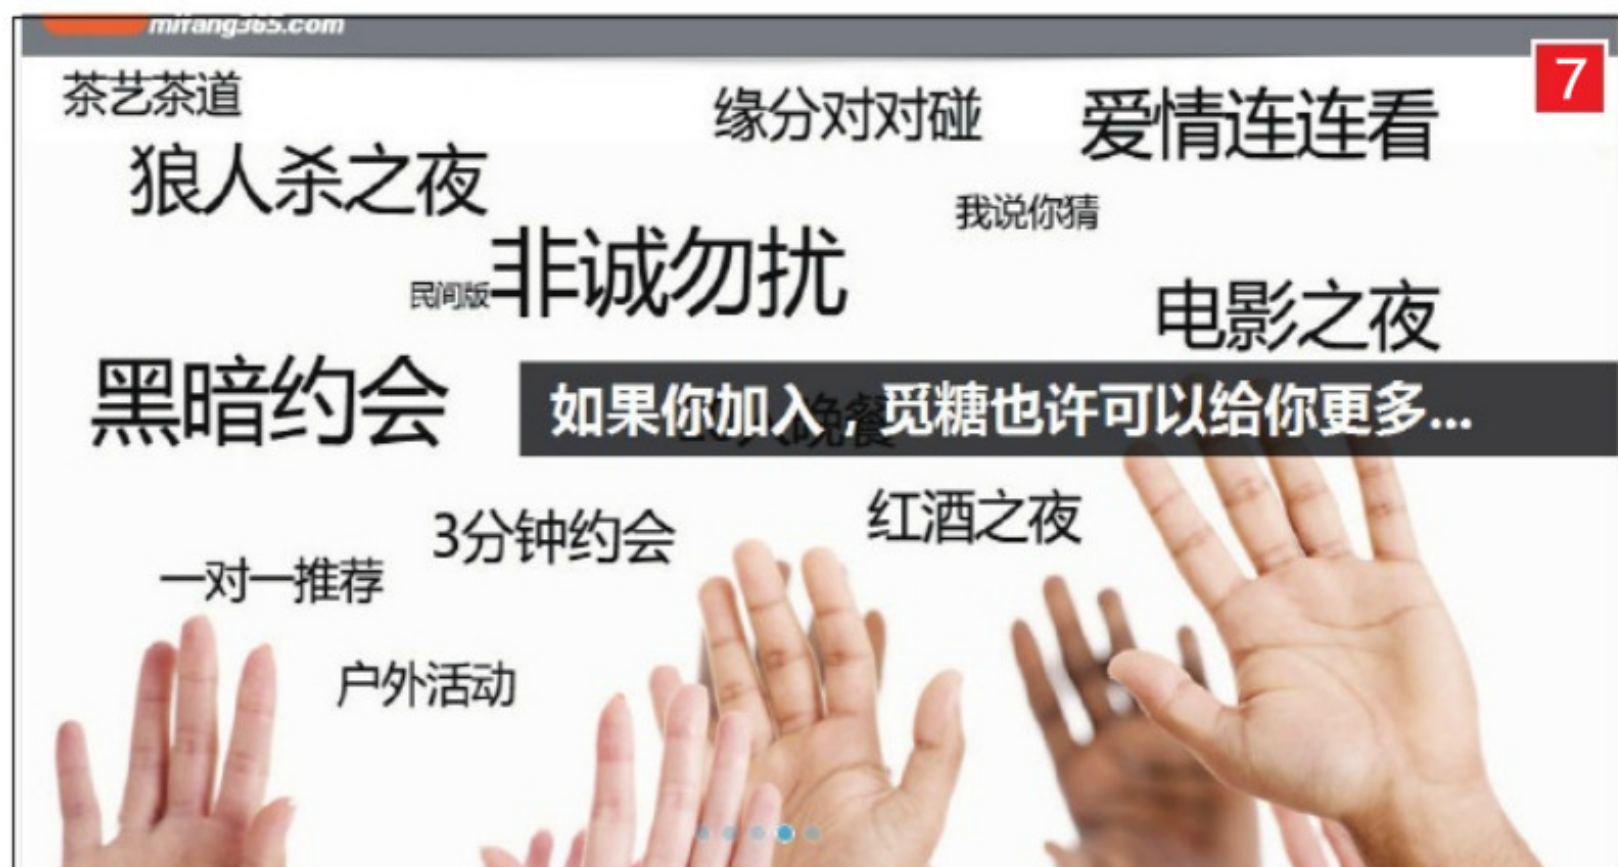 mifang365.com
7
茶艺茶道
缘分对对碰
爱情连连看
狼人杀之夜
我说你猜
民间版非诚勿扰
电影之夜
黑暗约会
如果你加入，觅糖也许可以给你更多...
红酒之夜
3分钟约会
一对一推荐
户外活动